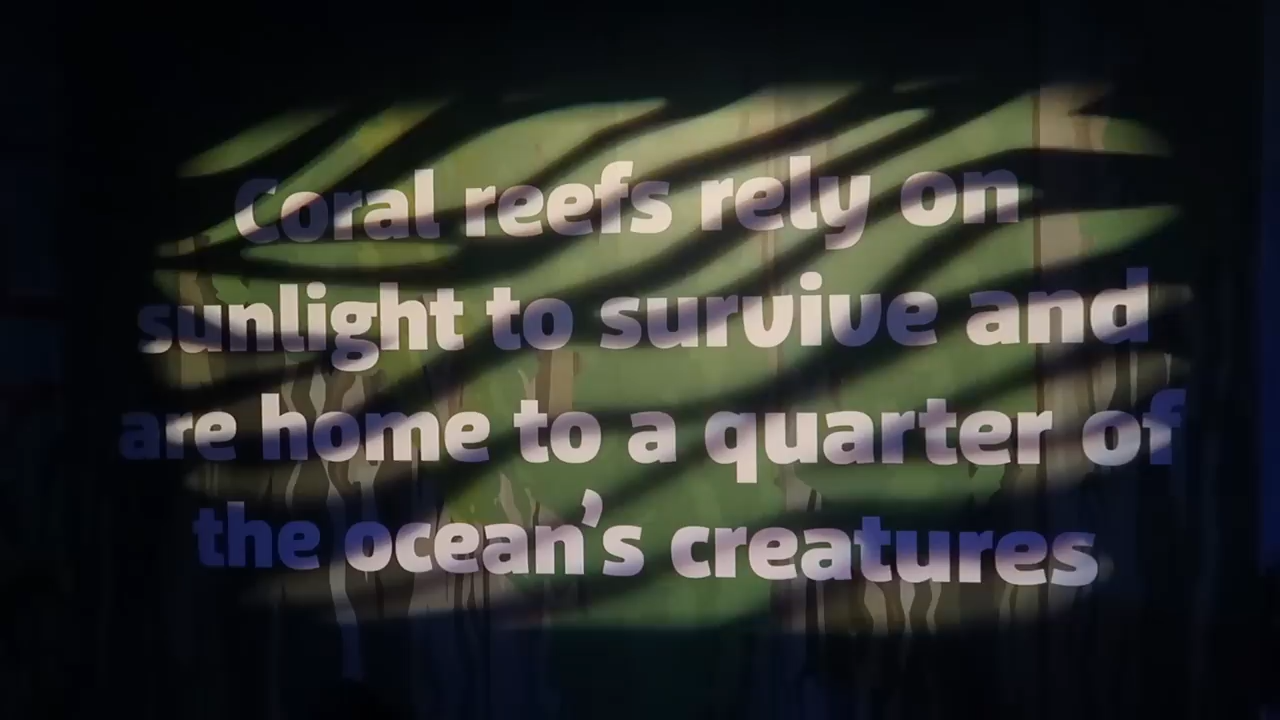 Coral reefs rely on
sunlight to survive and
are home to a quarter of
the ocean’s creatures